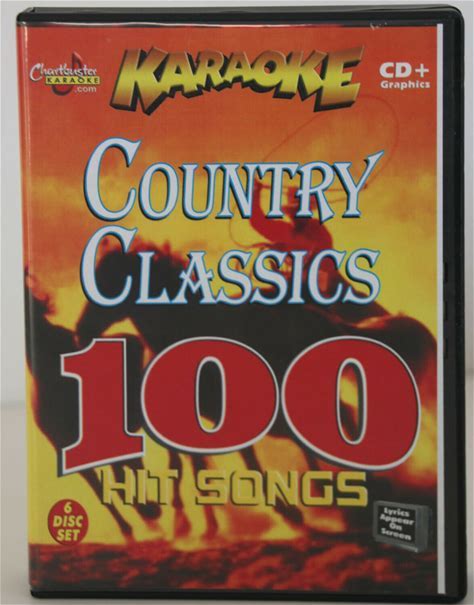 Chartbuster
KARAOKE
.com
KARAOKE
CD+
Graphics
COUNTRY
CLASSICS
100
HIT SONGS
6
DISC
SET
Lyrics
Appear
On
Screen